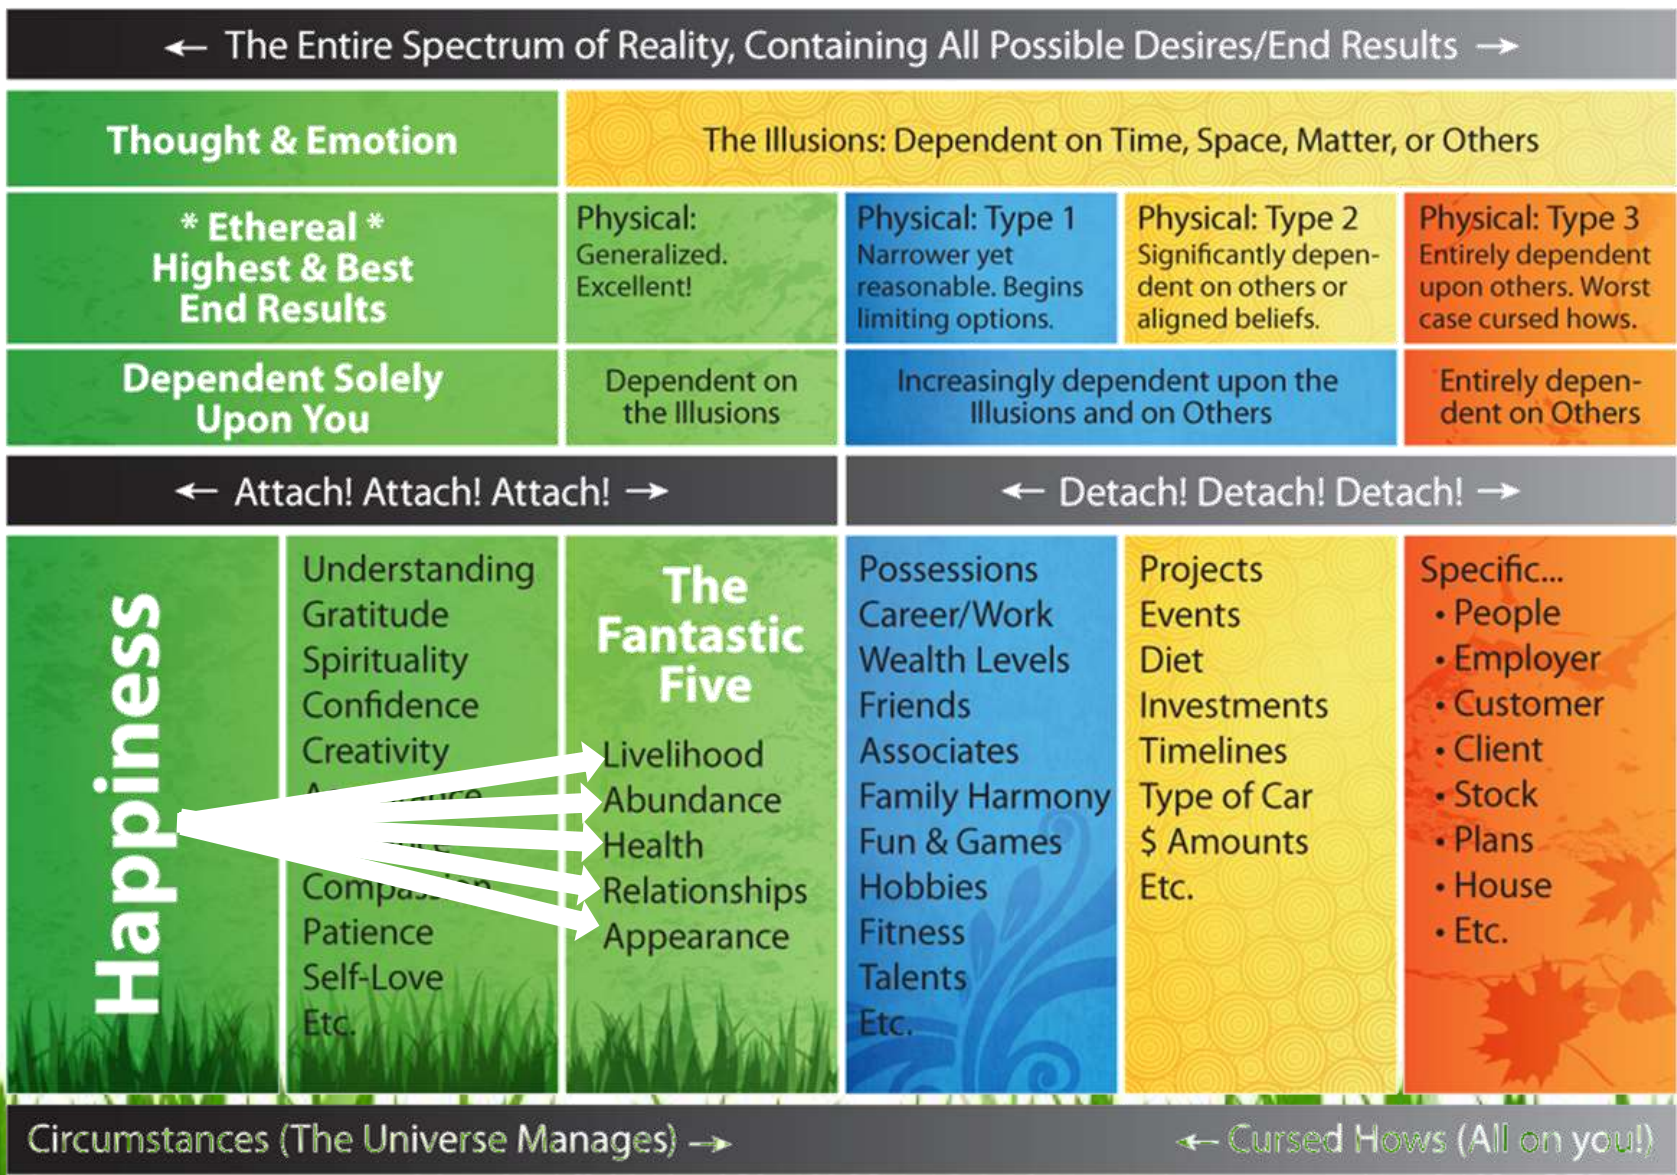 ← The Entire Spectrum of Reality, Containing All Possible Desires/End Results →
Thought & Emotion
The Illusions: Dependent on Time, Space, Matter, or Others
* Ethereal *
Highest & Best
End Results
Physical:
Generalized.
Excellent!
Physical: Type 1
Narrower yet
reasonable. Begins
limiting options.
Physical: Type 2
Significantly depen-
dent on others or
aligned beliefs.
Physical: Type 3
Entirely dependent
upon others. Worst
case cursed hows.
Dependent Solely
Upon You
Dependent on
the Illusions
Increasingly dependent upon the
Illusions and on Others
Entirely depen-
dent on Others
← Attach! Attach! Attach! →
← Detach! Detach! Detach! →
Happiness
Understanding
Gratitude
Spirituality
Confidence
Creativity
Compassion
Patience
Self-Love
Etc.
The
Fantastic
Five
Livelihood
Abundance
Health
Relationships
Appearance
Possessions
Career/Work
Wealth Levels
Friends
Associates
Family Harmony
Fun & Games
Hobbies
Fitness
Talents
Etc.
Projects
Events
Diet
Investments
Timelines
Type of Car
$ Amounts
Etc.
Specific...
• People
• Employer
• Customer
• Client
• Stock
• Plans
• House
• Etc.
Circumstances (The Universe Manages) →
← Cursed Hows (All on you!)